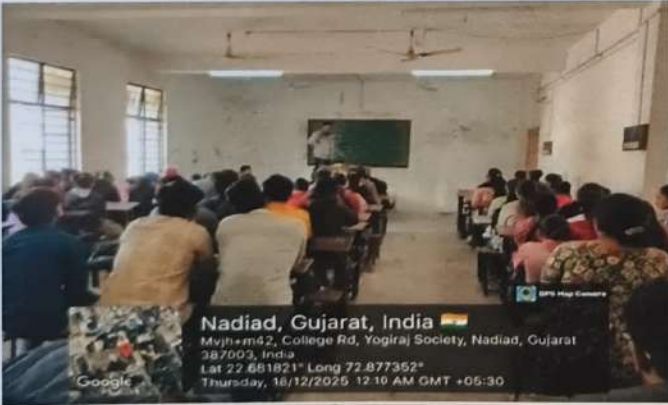 GPS Map Camera
Nadiad, Gujarat, India
Mvjh+m42, College Rd, Yogiraj Society, Nadiad, Gujarat
387003, India
Lat 22.681821° Long 72.877352°
Thursday, 18/12/2025 12:10 AM GMT +05:30
Google